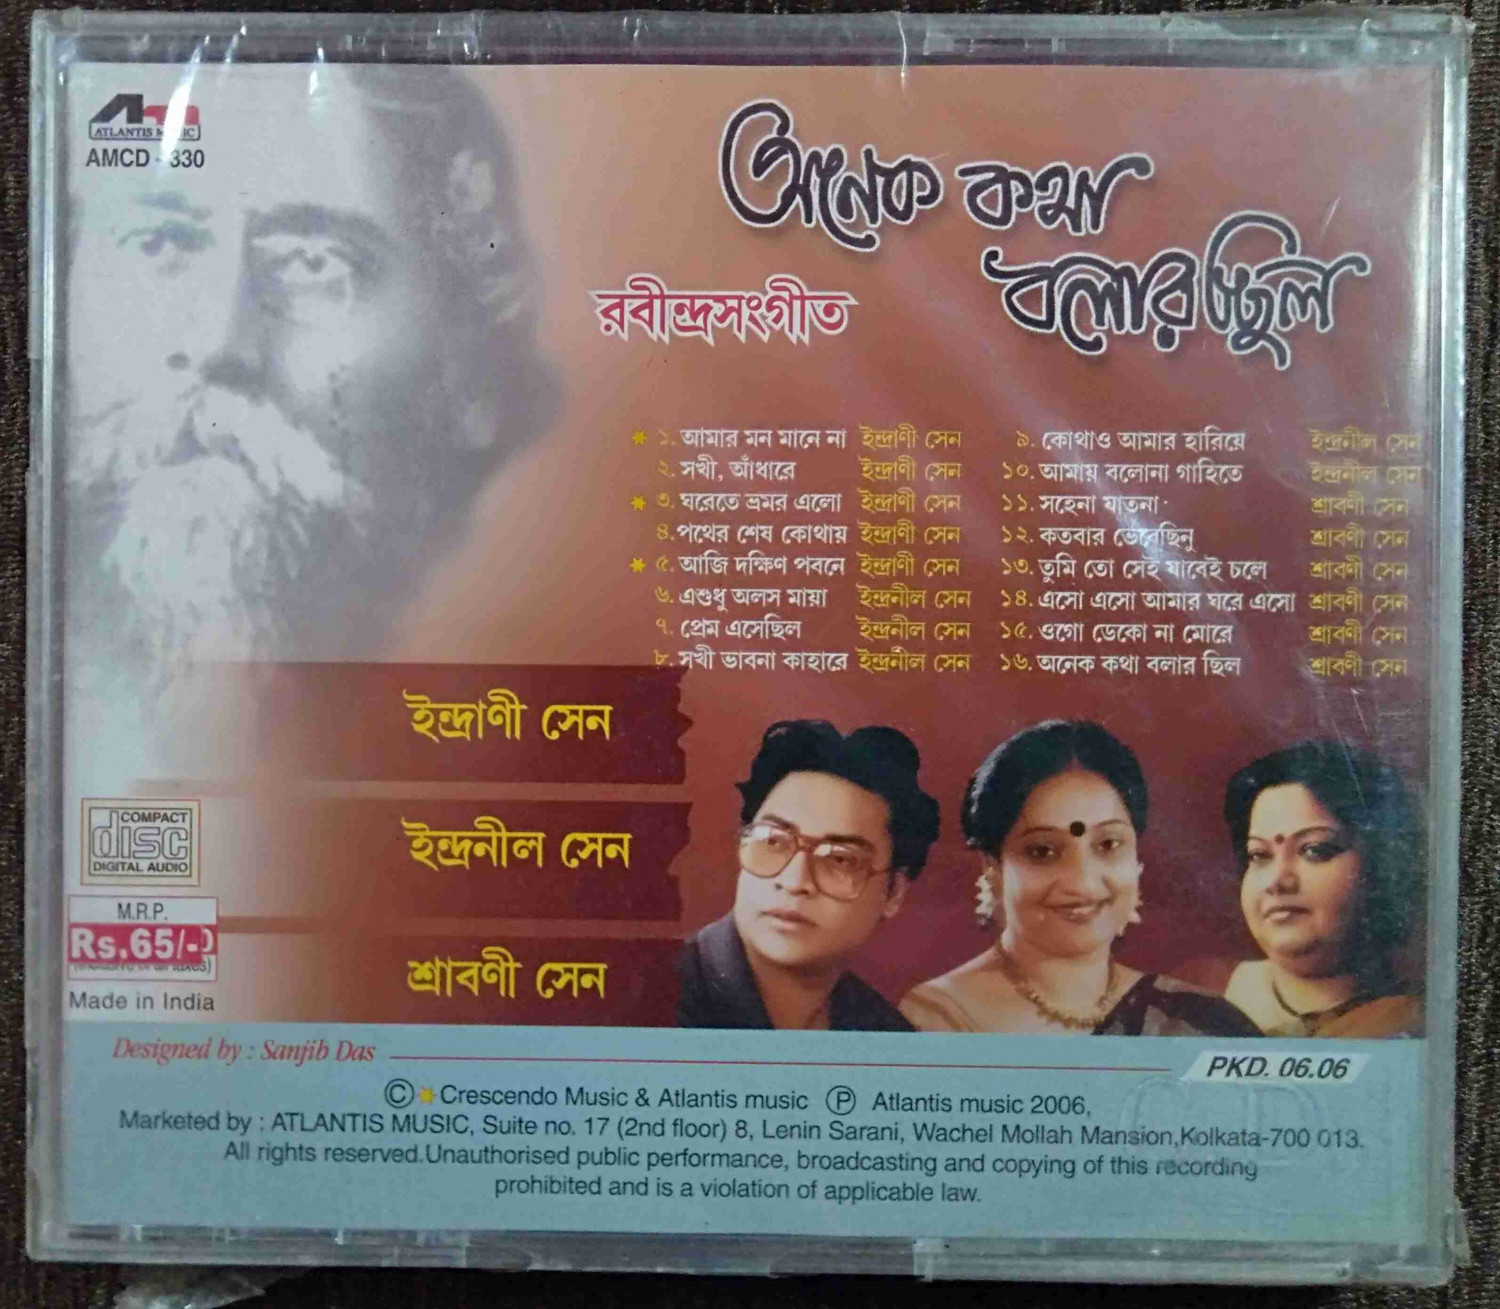 ATLANTIS MUSIC
AMCD - 330
অনেক কথা
বলার ছিল
রবীন্দ্রসংগীত
১. আমার মন মানে না ইন্দ্রাণী সেন
২. সখী, আঁধারে ইন্দ্রাণী সেন
৩. ঘরেতে ভ্রমর এলো ইন্দ্রাণী সেন
৪. পথের শেষ কোথায় ইন্দ্রাণী সেন
৫. আজি দক্ষিণ পবনে ইন্দ্রাণী সেন
৬. এশুধু অলস মায়া ইন্দ্রনীল সেন
৭. প্রেম এসেছিল ইন্দ্রনীল সেন
৮. সখী ভাবনা কাহারে ইন্দ্রনীল সেন
৯. কোথাও আমার হারিয়ে ইন্দ্রনীল সেন
১০. আমায় বলোনা গাহিতে ইন্দ্রনীল সেন
১১. সহেনা যাতনা শ্রাবণী সেন
১২. কতবার ভেবেছিনু শ্রাবণী সেন
১৩. তুমি তো সেই যাবেই চলে শ্রাবণী সেন
১৪. এসো এসো আমার ঘরে এসো শ্রাবণী সেন
১৫. ওগো ডেকো না মোরে শ্রাবণী সেন
১৬. অনেক কথা বলার ছিল শ্রাবণী সেন
ইন্দ্রাণী সেন
ইন্দ্রনীল সেন
শ্রাবণী সেন
COMPACT
disc
DIGITAL AUDIO
M.R.P.
Rs.65/-
Made in India
Designed by : Sanjib Das
PKD. 06.06
© Crescendo Music & Atlantis music ℗ Atlantis music 2006,
Marketed by : ATLANTIS MUSIC, Suite no. 17 (2nd floor) 8, Lenin Sarani, Wachel Mollah Mansion,Kolkata-700 013.
All rights reserved.Unauthorised public performance, broadcasting and copying of this recording
prohibited and is a violation of applicable law.